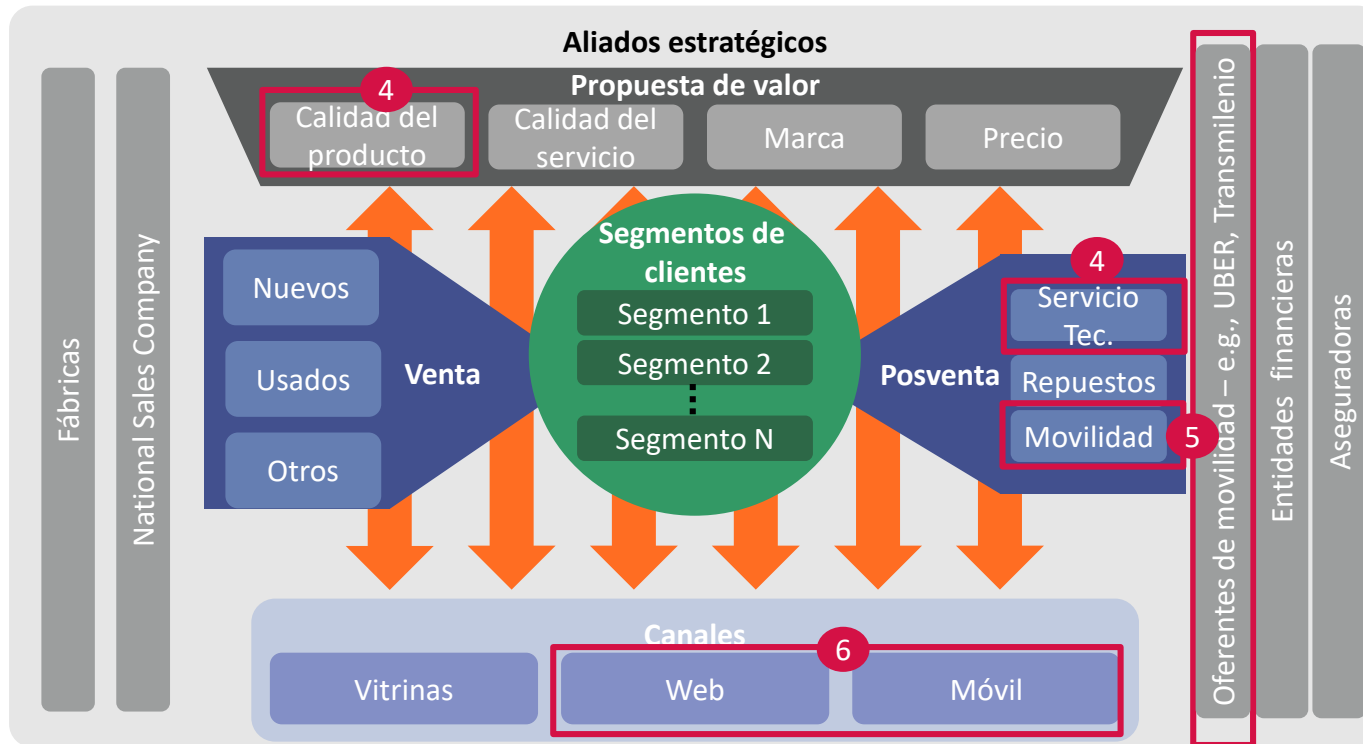 Aliados estratégicos
Propuesta de valor
4
Calidad del
producto
Calidad del
servicio
Marca
Precio
Fábricas
National Sales Company
Nuevos
Usados
Otros
Venta
Segmentos de
clientes
Segmento 1
Segmento 2
Segmento N
Posventa
4
Servicio
Tec.
Repuestos
Movilidad
5
Oferentes de movilidad – e.g., UBER, Transmilenio
Entidades financieras
Aseguradoras
Canales
6
Vitrinas
Web
Móvil